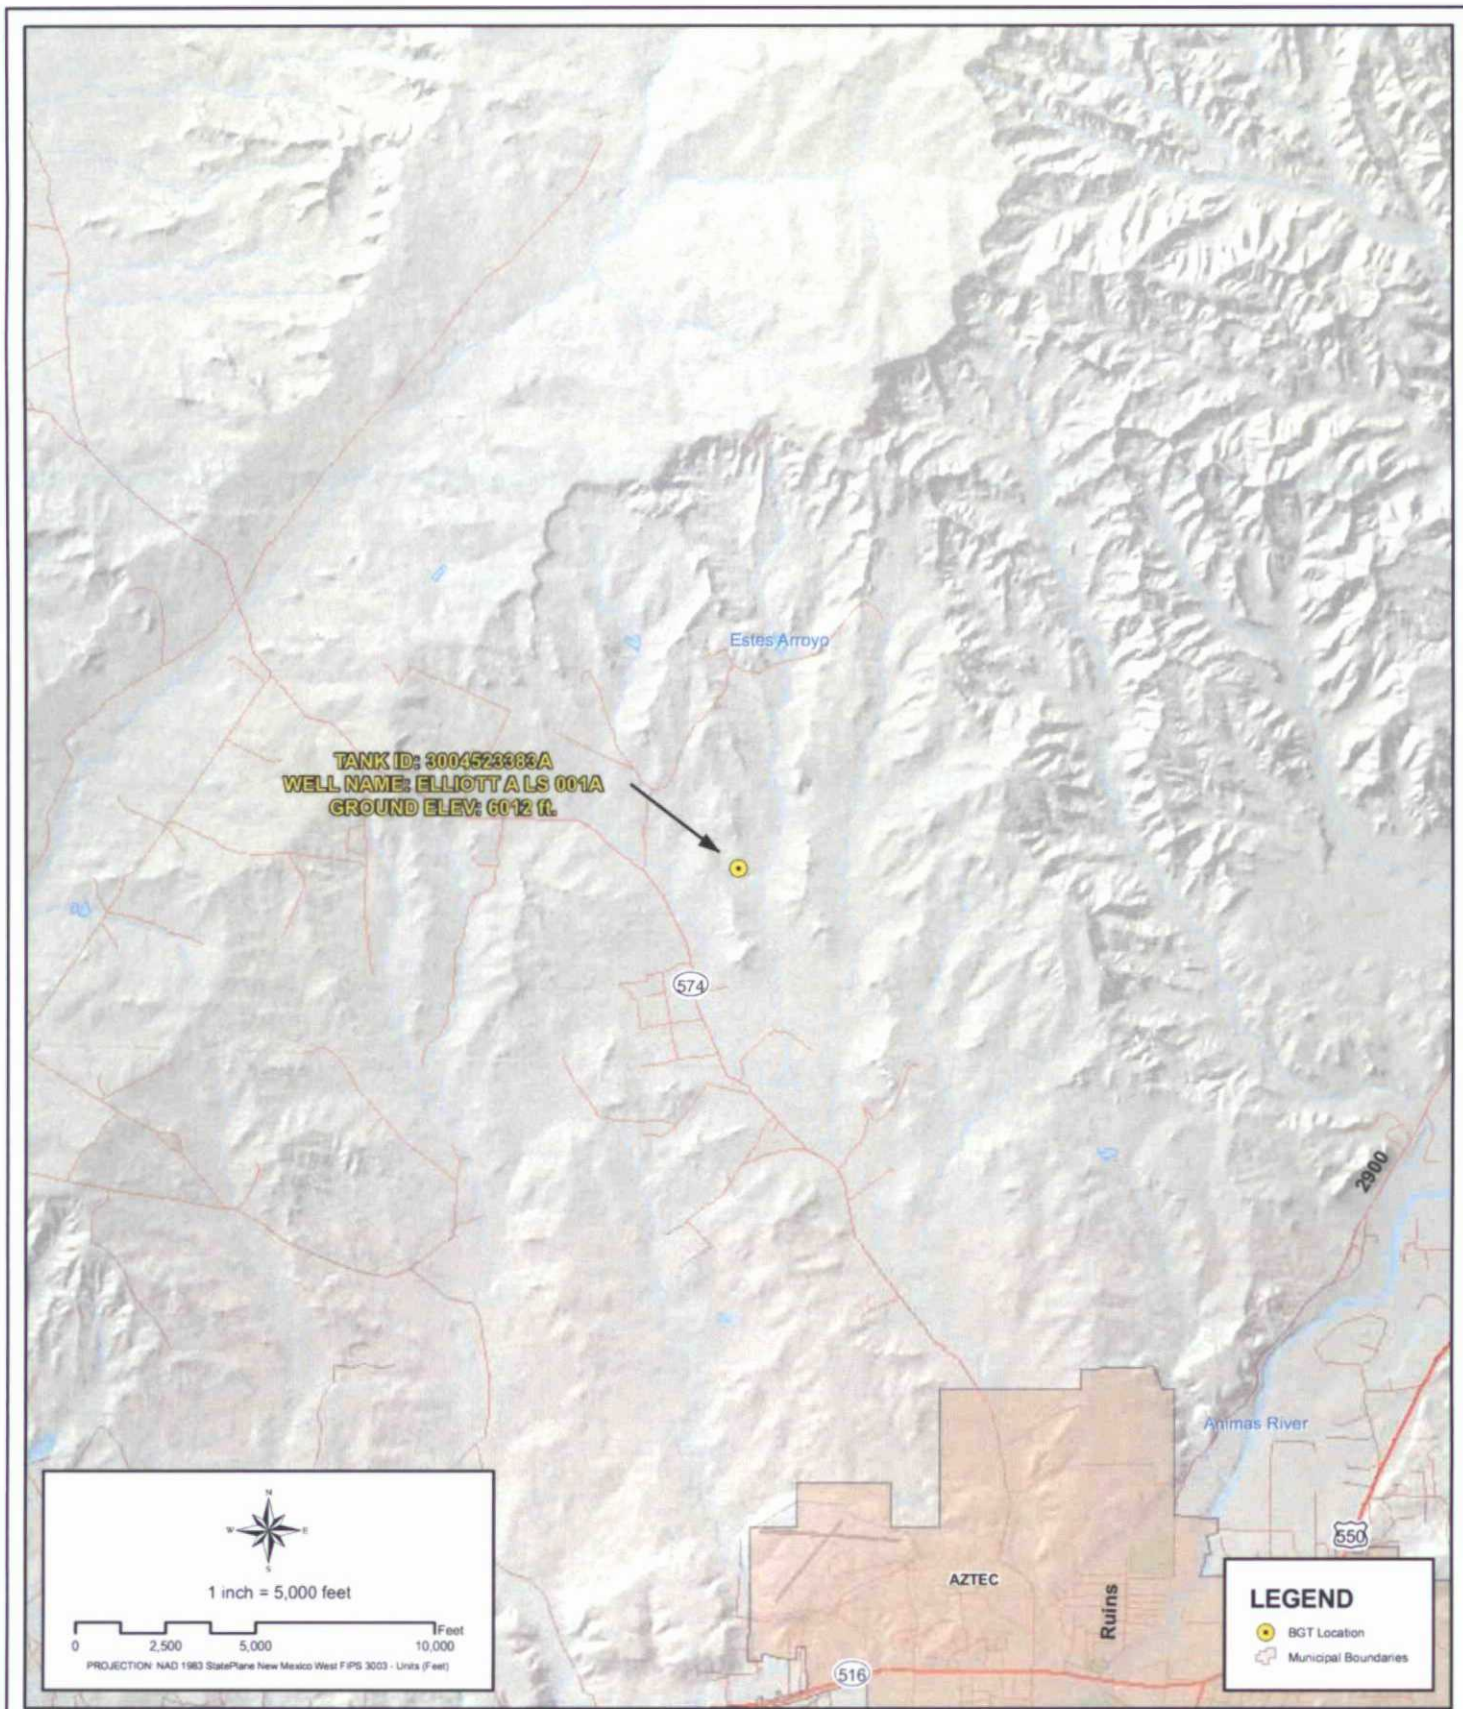 Estes Arroyo
TANK ID: 3004523383A
WELL NAME: ELLIOTT A LS 001A
GROUND ELEV: 6012 ft.
574
2900
Animas River
550
AZTEC
Ruins
516
N
W
E
S
1 inch = 5,000 feet
Feet
0
2,500
5,000
10,000
PROJECTION: NAD 1983 StatePlane New Mexico West FIPS 3003 - Units (Feet)
LEGEND
BGT Location
Municipal Boundaries